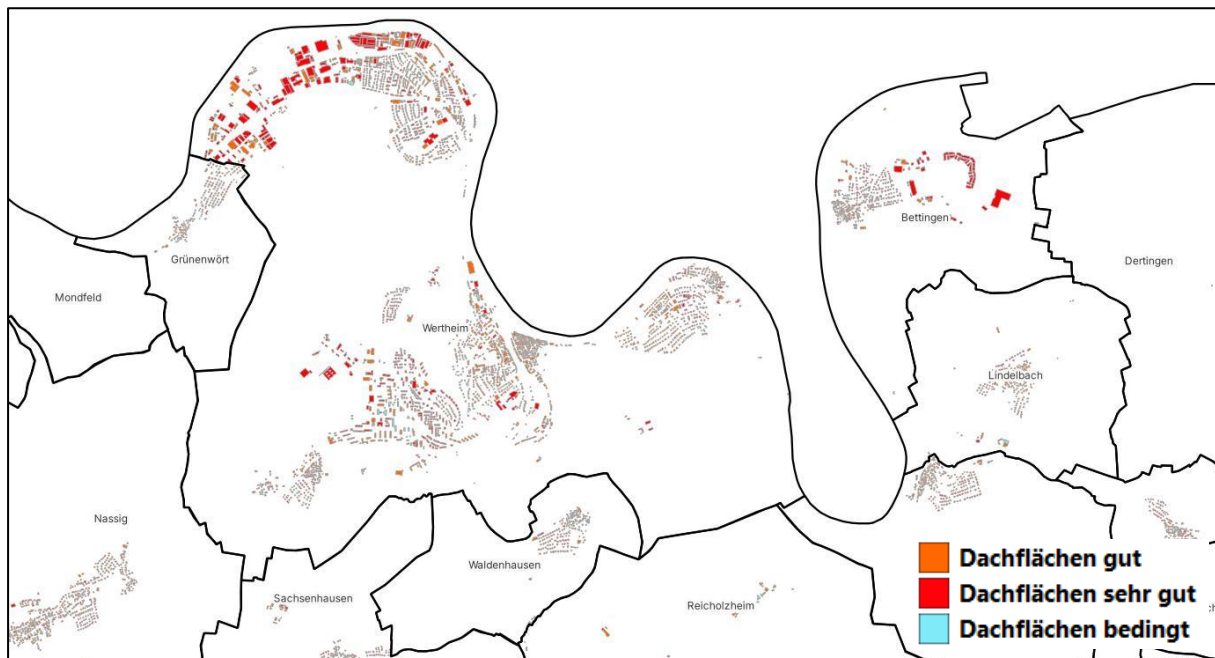 Bettingen
Grünenwört
Dertingen
Mondfeld
Wertheim
Lindelbach
Nassig
Waldenhausen
Sachsenhausen
Reicholzheim
Dachflächen gut
Dachflächen sehr gut
Dachflächen bedingt